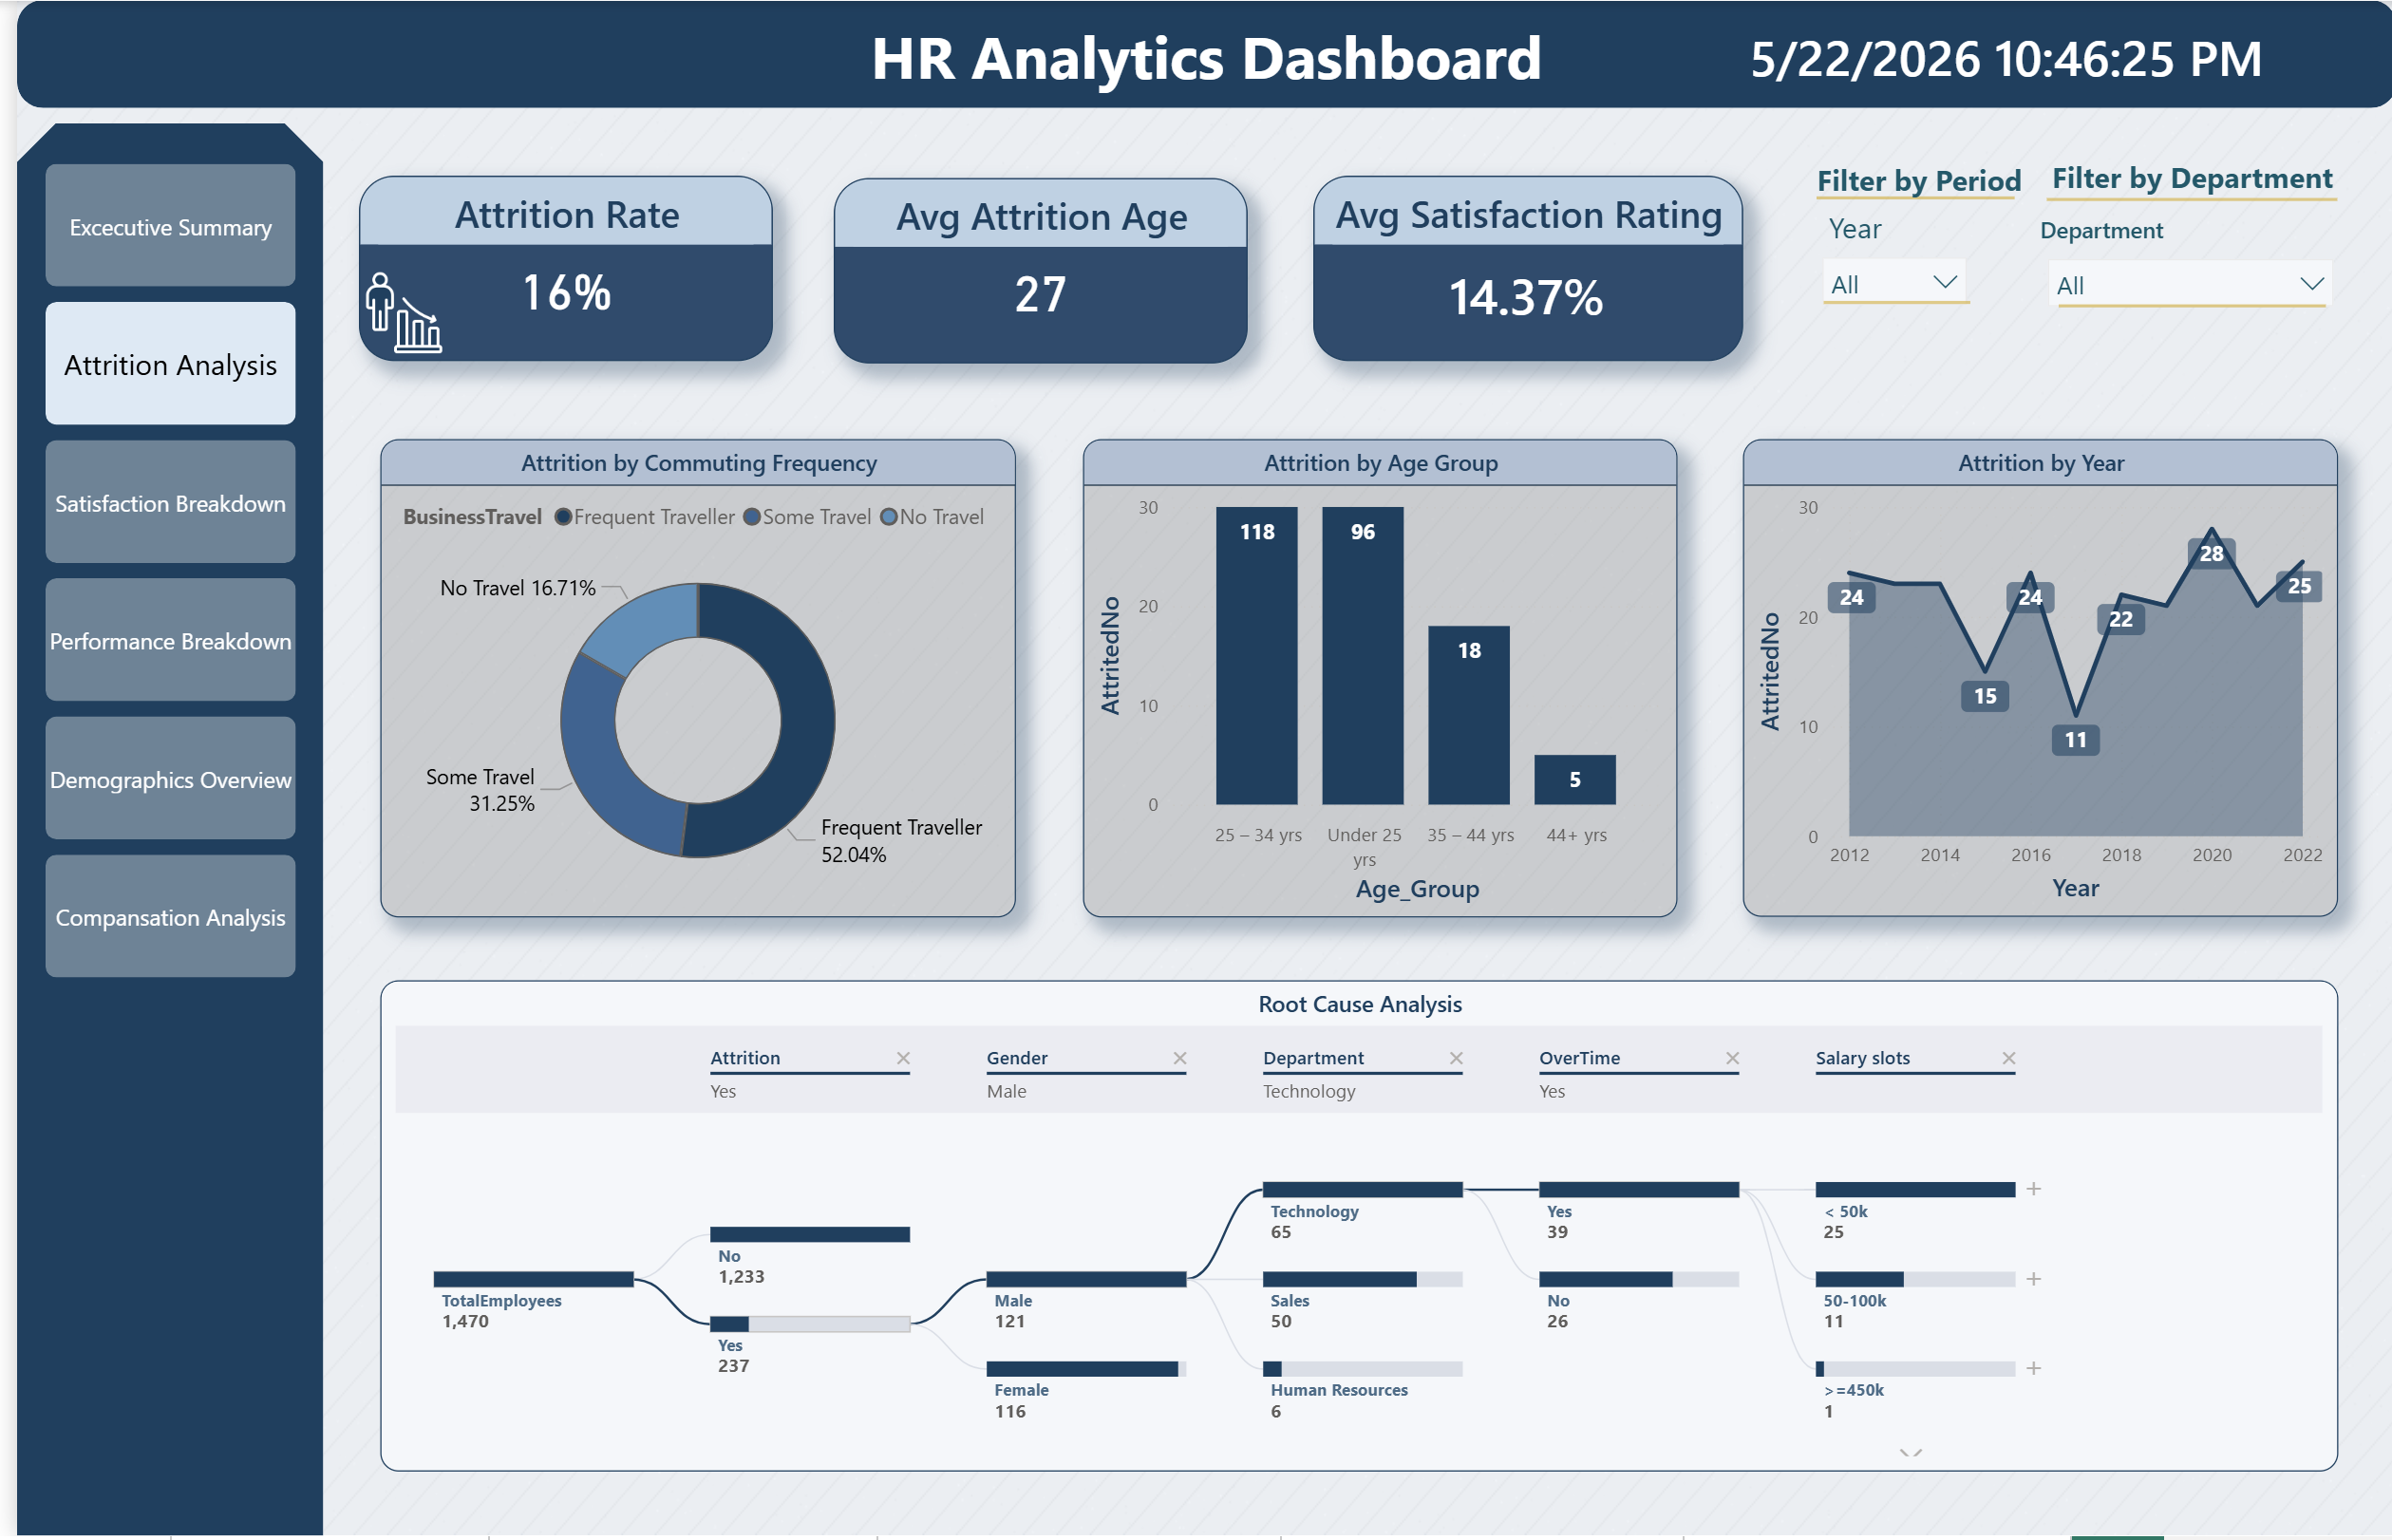 HR Analytics Dashboard
5/22/2026 10:46:25 PM
Excecutive Summary
Attrition Analysis
Satisfaction Breakdown
Performance Breakdown
Demographics Overview
Compansation Analysis
Attrition Rate
16%
Avg Attrition Age
27
Avg Satisfaction Rating
14.37%
Filter by Period
Year
All
Filter by Department
Department
All
Attrition by Commuting Frequency
BusinessTravel Frequent Traveller Some Travel No Travel
No Travel 16.71%
Some Travel
31.25%
Frequent Traveller
52.04%
Attrition by Age Group
AttritedNo
30
20
10
0
118
96
18
5
25 – 34 yrs
Under 25
yrs
35 – 44 yrs
44+ yrs
Age_Group
Attrition by Year
AttritedNo
30
20
10
0
24
15
24
11
22
28
25
2012
2014
2016
2018
2020
2022
Year
Root Cause Analysis
Attrition
Yes
Gender
Male
Department
Technology
OverTime
Yes
Salary slots
TotalEmployees
1,470
No
1,233
Yes
237
Male
121
Female
116
Technology
65
Sales
50
Human Resources
6
Yes
39
No
26
< 50k
25
50-100k
11
>=450k
1